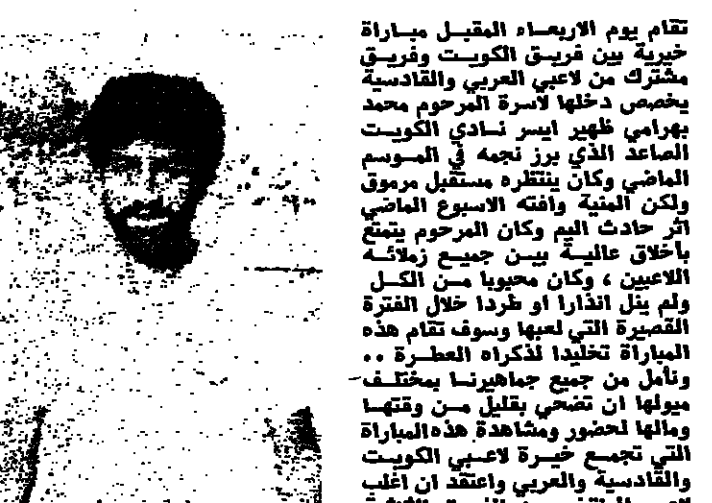 تقام يوم الاربعاء المقبل مباراة
خيرية بين فريق الكويت وفريق
مشترك من لاعبي العربي والقادسية
يخصص دخلها لاسرة المرحوم محمد
بهرامي ظهير ايسر نادي الكويت
الصاعد الذي برز نجمه في الموسم
الماضي وكان ينتظره مستقبل مرموق
ولكن المنية وافته الاسبوع الماضي
اثر حادث اليم وكان المرحوم يتمتع
بأخلاق عالية بين جميع زملائه
اللاعبين ، وكان محبوبا من الكل
ولم ينل انذارا او طردا خلال الفترة
القصيرة التي لعبها وسوف تقام هذه
المباراة تخليدا لذكراه العطرة ..
ونأمل من جميع جماهيرنا بمختلف
ميولها ان تضحي بقليل من وقتها
ومالها لحضور ومشاهدة هذه المباراة
التي تجمع خيرة لاعبي الكويت
والقادسية والعربي واعتقد ان اغلب